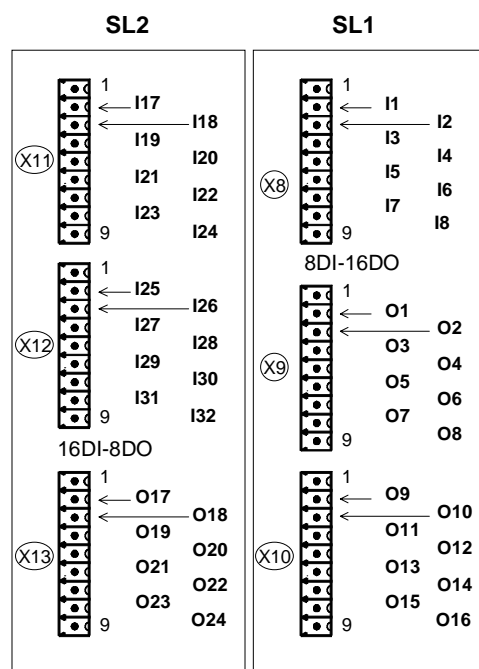 SL2
1
I17
I18
I19
I20
X11
I21
I22
I23
I24
9
1
I25
I26
I27
X12
I28
I29
I30
I31
I32
9
16DI-8DO
1
O17
O18
O19
O20
X13
O21
O22
O23
O24
9
SL1
1
I1
I2
I3
I4
I5
X8
I6
I7
I8
9
8DI-16DO
1
O1
O2
O3
O4
X9
O5
O6
O7
O8
9
1
O9
O10
O11
O12
X10
O13
O14
O15
O16
9